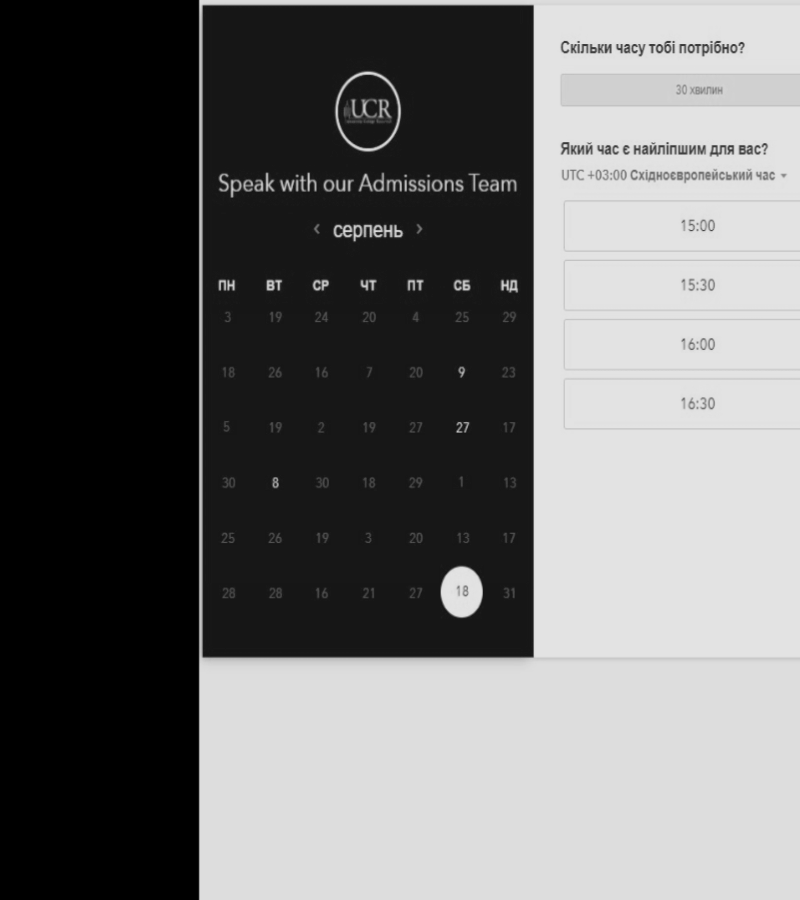 UCR
Speak with our Admissions Team
‹ серпень ›
ПН ВТ СР ЧТ ПТ СБ НД
3 19 24 20 4 25 29
18 26 16 7 20 9 23
5 19 2 19 27 27 17
30 8 30 18 29 1 13
25 26 19 3 20 13 17
28 28 16 21 27 18 31
Скільки часу тобі потрібно?
30 хвилин
Який час є найліпшим для вас?
UTC +03:00 Східноєвропейський час
15:00
15:30
16:00
16:30